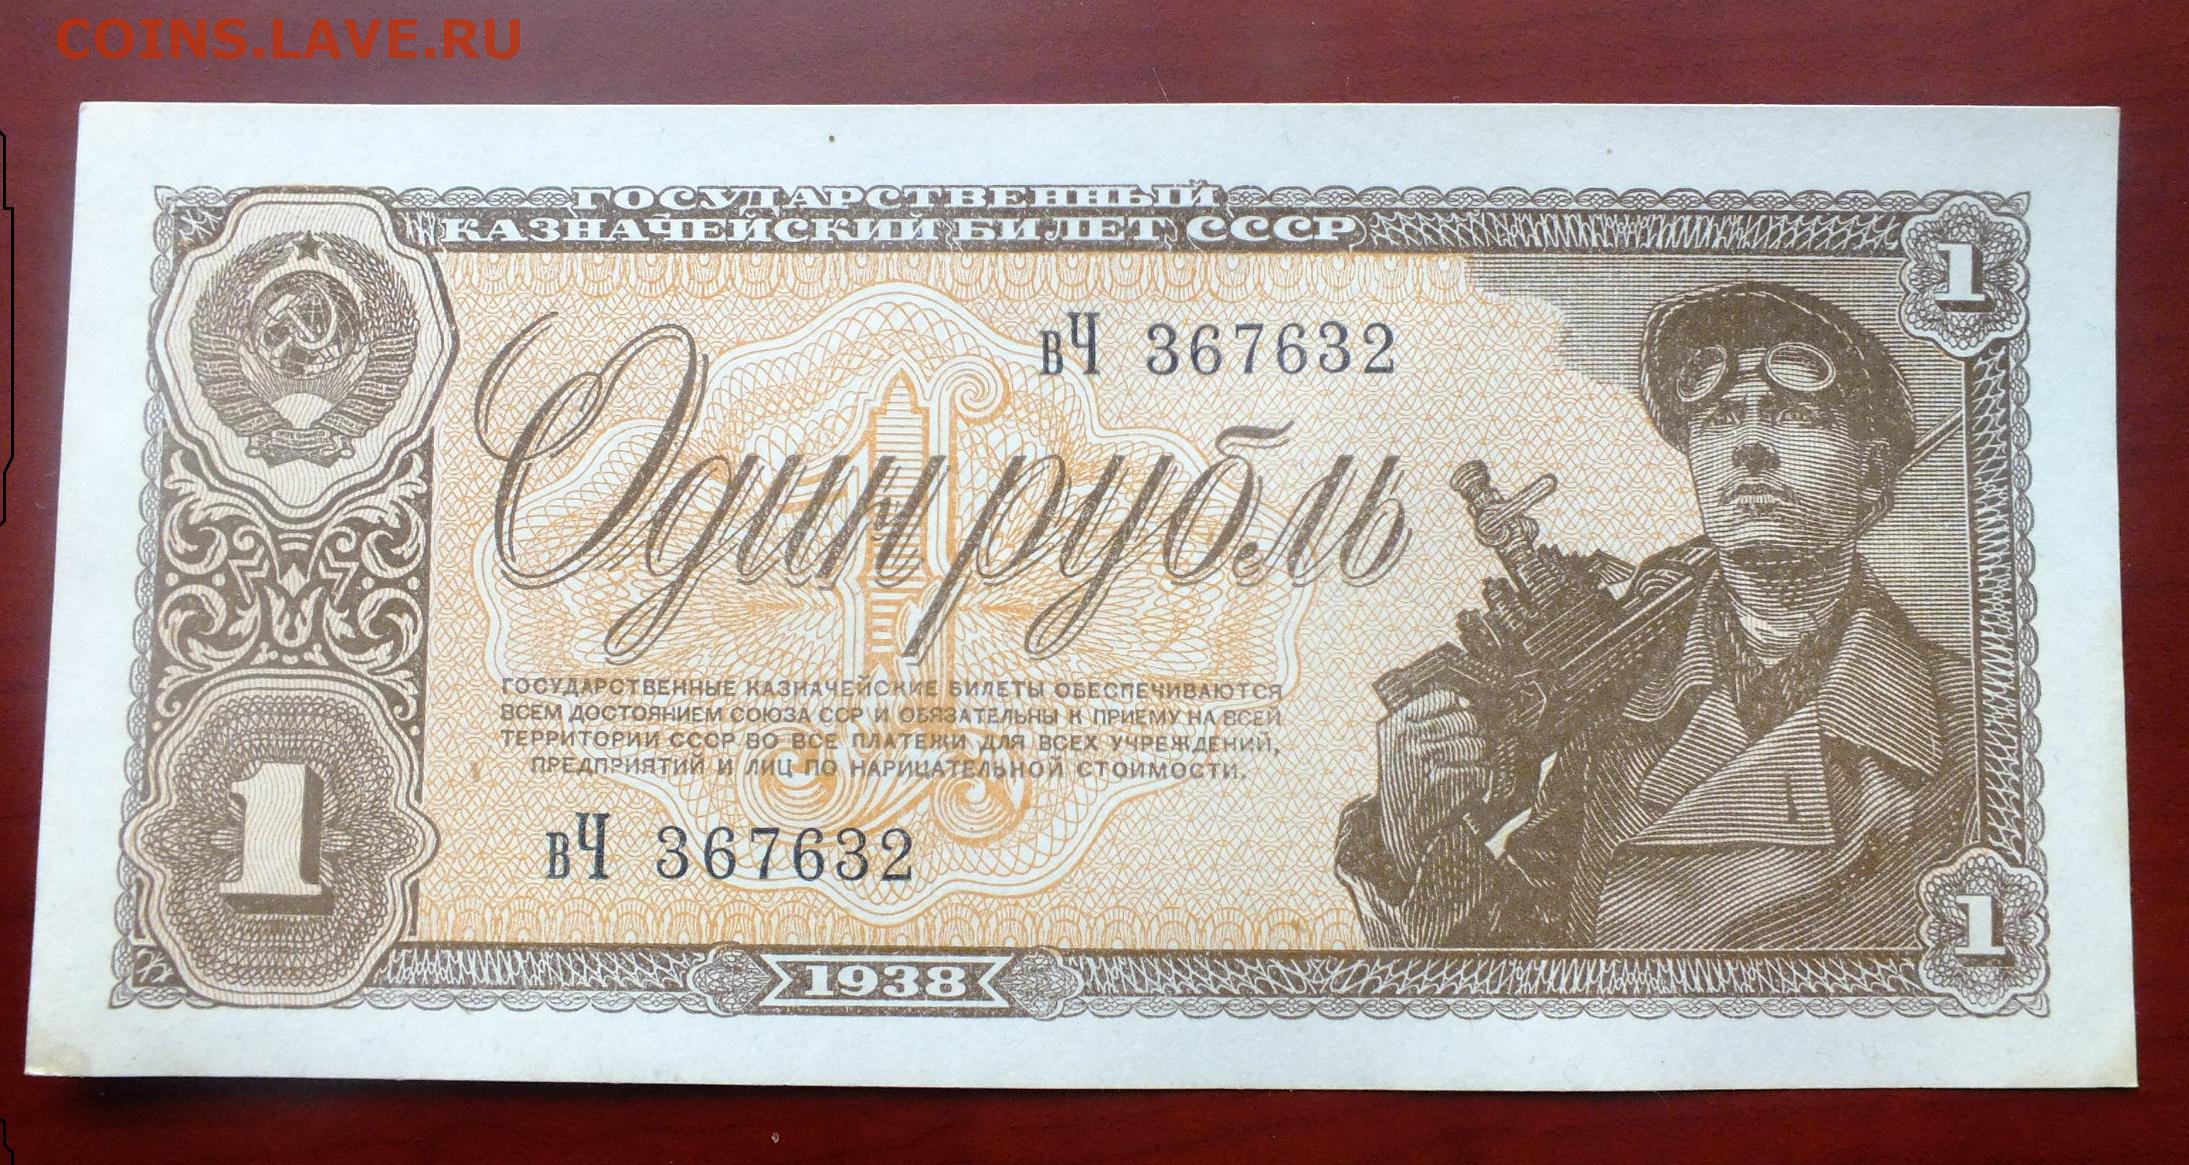 COINS.LAVE.RU
ГОСУДАРСТВЕННЫЙ
КАЗНАЧЕЙСКИЙ БИЛЕТ СССР
1
вЧ 367632
Один рубль
ГОСУДАРСТВЕННЫЕ КАЗНАЧЕЙСКИЕ БИЛЕТЫ ОБЕСПЕЧИВАЮТСЯ
ВСЕМ ДОСТОЯНИЕМ СОЮЗА ССР И ОБЯЗАТЕЛЬНЫ К ПРИЕМУ НА ВСЕЙ
ТЕРРИТОРИИ СССР ВО ВСЕ ПЛАТЕЖИ ДЛЯ ВСЕХ УЧРЕЖДЕНИЙ,
ПРЕДПРИЯТИЙ И ЛИЦ ПО НАРИЦАТЕЛЬНОЙ СТОИМОСТИ.
1
вЧ 367632
1
1938